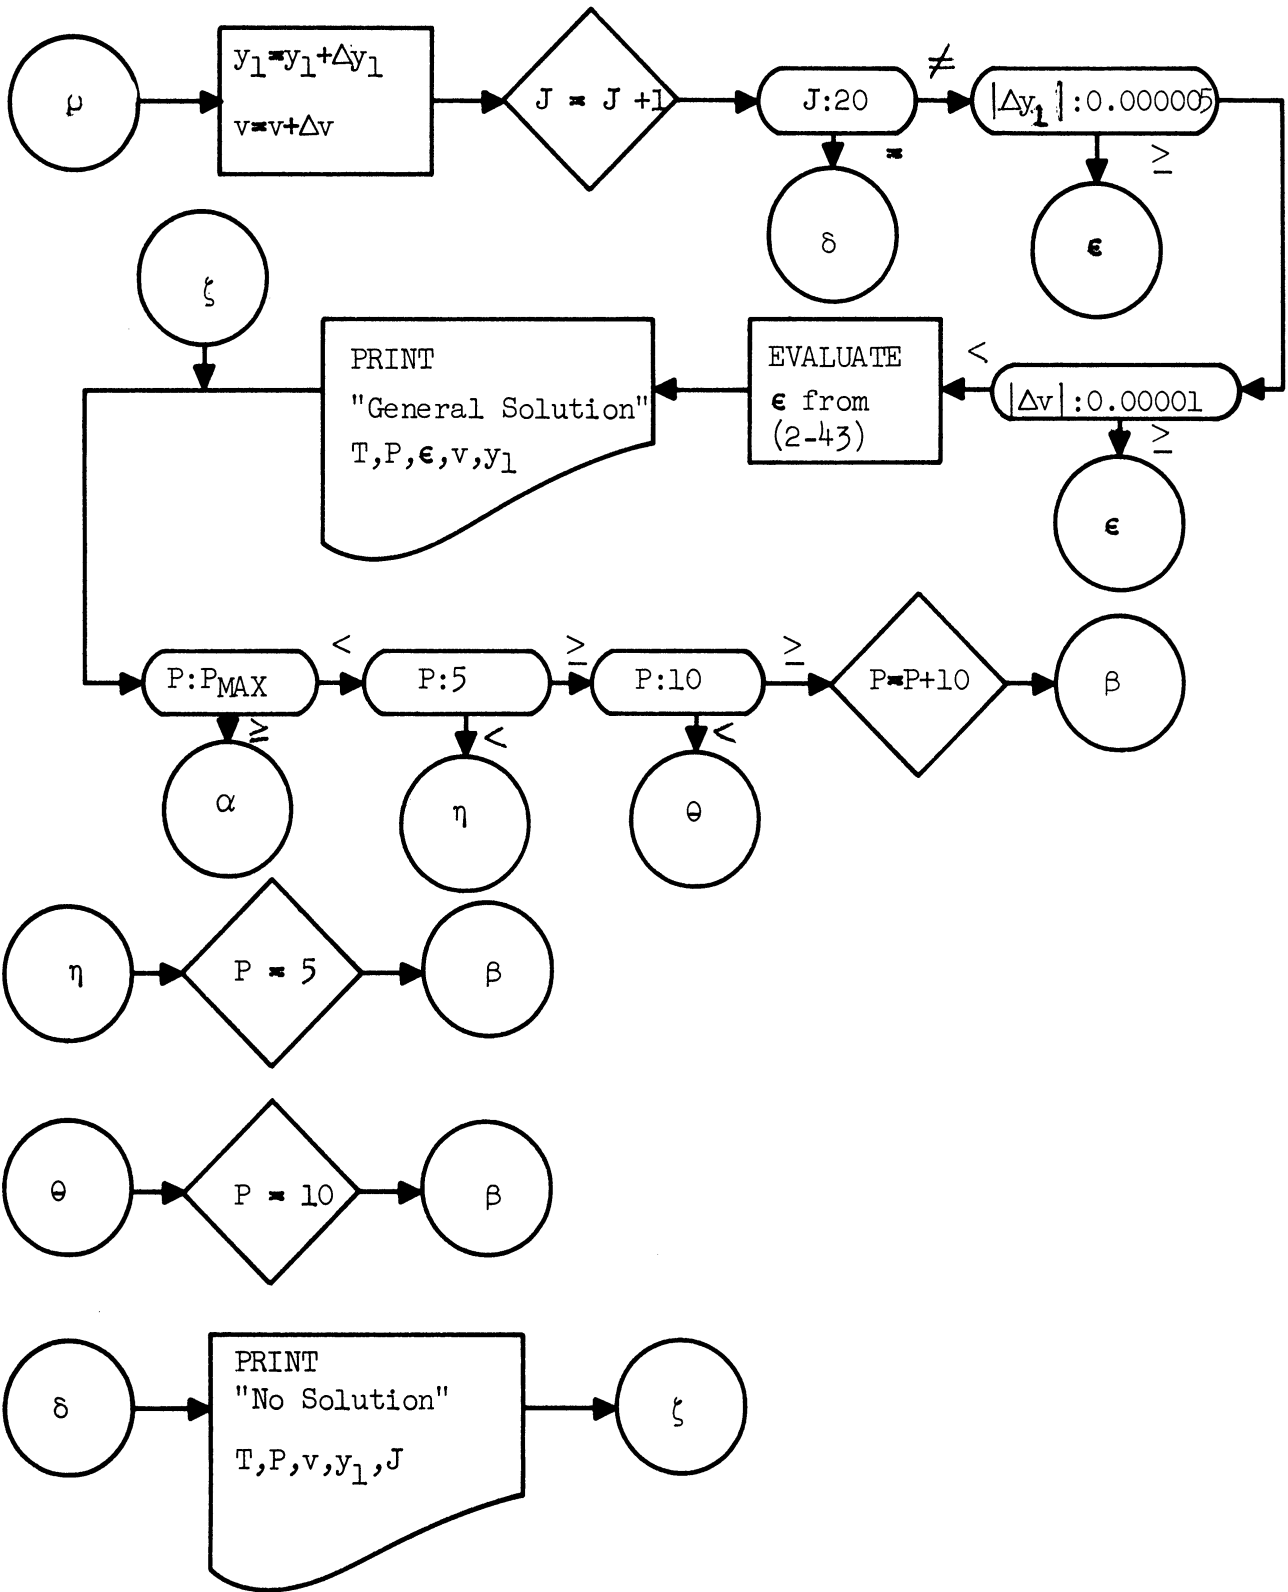 μ
y₁=y₁+Δy₁
v=v+Δv
J = J +1
J:20
≠
|Δy₁|:0.000005
=
≥
δ
ϵ
ζ
PRINT
"General Solution"
T,P,ϵ,v,y₁
EVALUATE
ϵ from
(2-43)
<
|Δv|:0.00001
≥
ϵ
P:PMAX
<
P:5
≥
P:10
≥
P=P+10
β
≥
<
<
α
η
θ
η
P = 5
β
θ
P = 10
β
δ
PRINT
"No Solution"
T,P,v,y₁,J
ζ